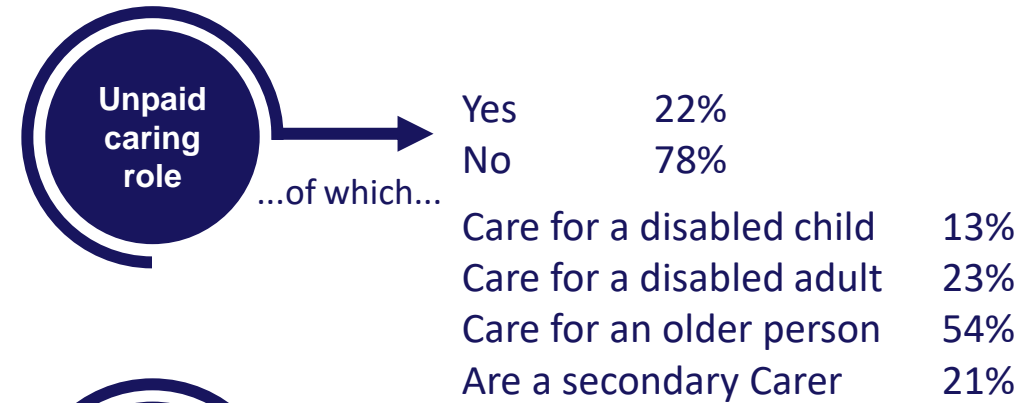 Unpaid
caring
role
Yes 22%
No 78%
...of which...
Care for a disabled child 13%
Care for a disabled adult 23%
Care for an older person 54%
Are a secondary Carer 21%